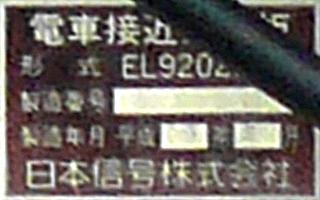 電車接近
形式 EL9202
製造番号
製造年月 平成 年 月
日本信号株式会社